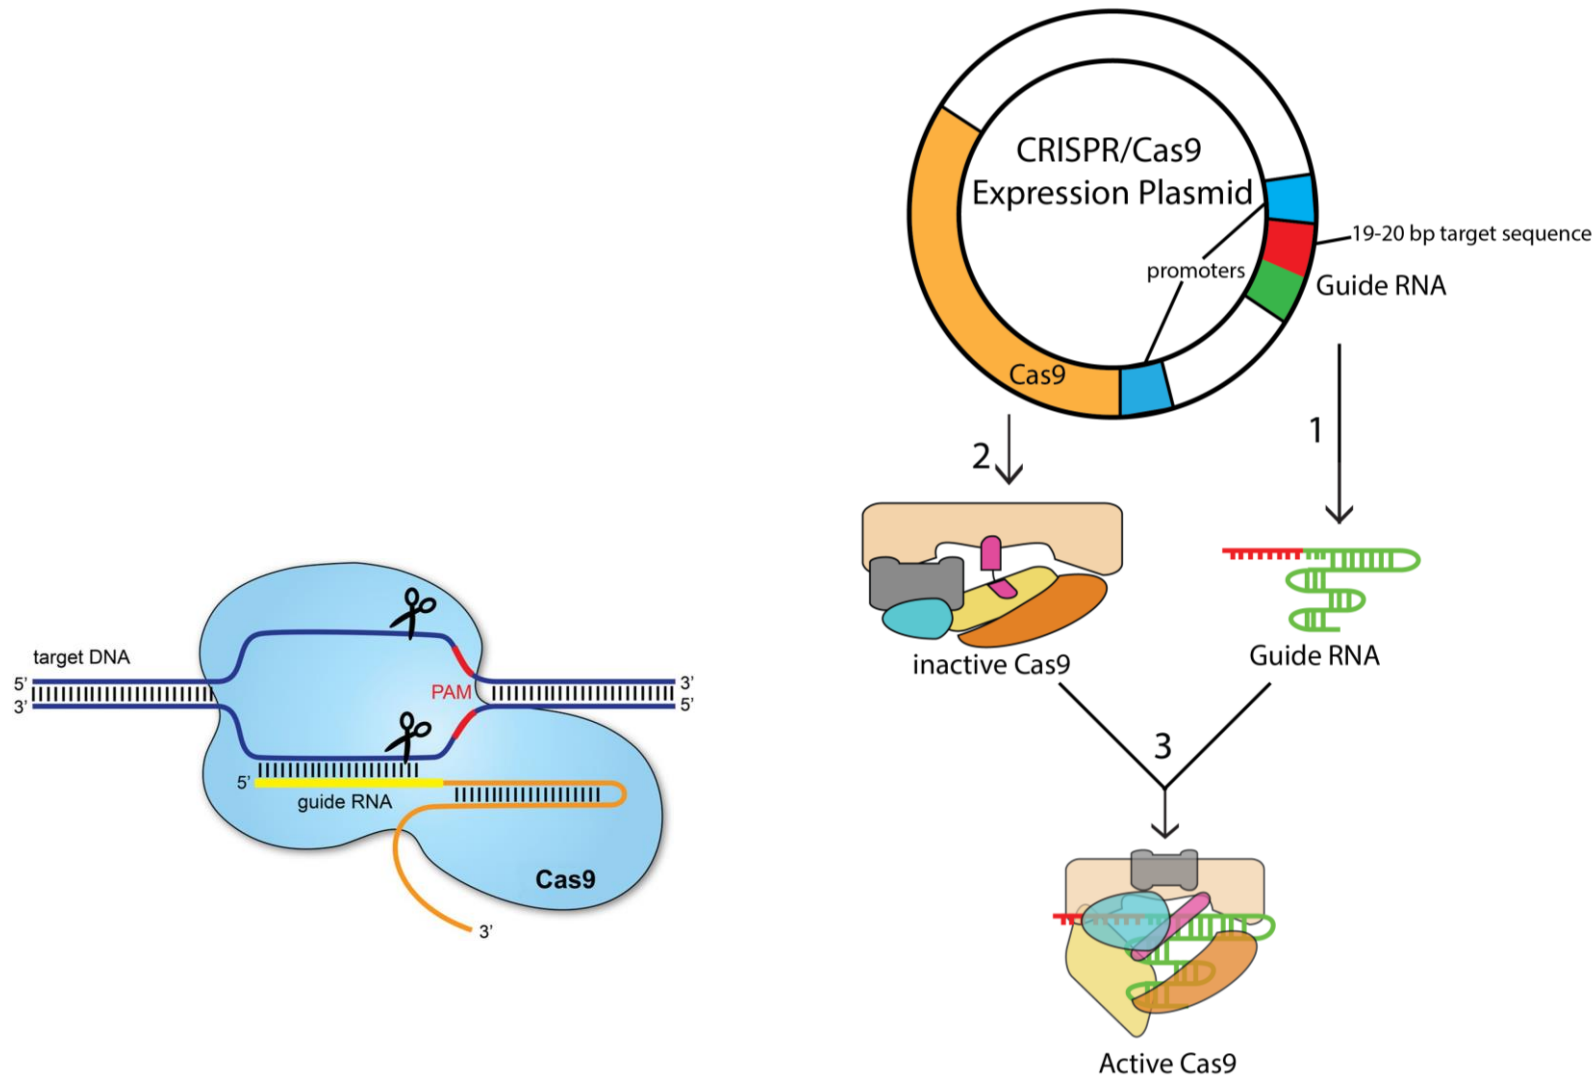 target DNA
5’
3’
3’
5’
PAM
5’
guide RNA
Cas9
3’
CRISPR/Cas9
Expression Plasmid
19-20 bp target sequence
promoters
Guide RNA
Cas9
2
1
inactive Cas9
Guide RNA
3
Active Cas9